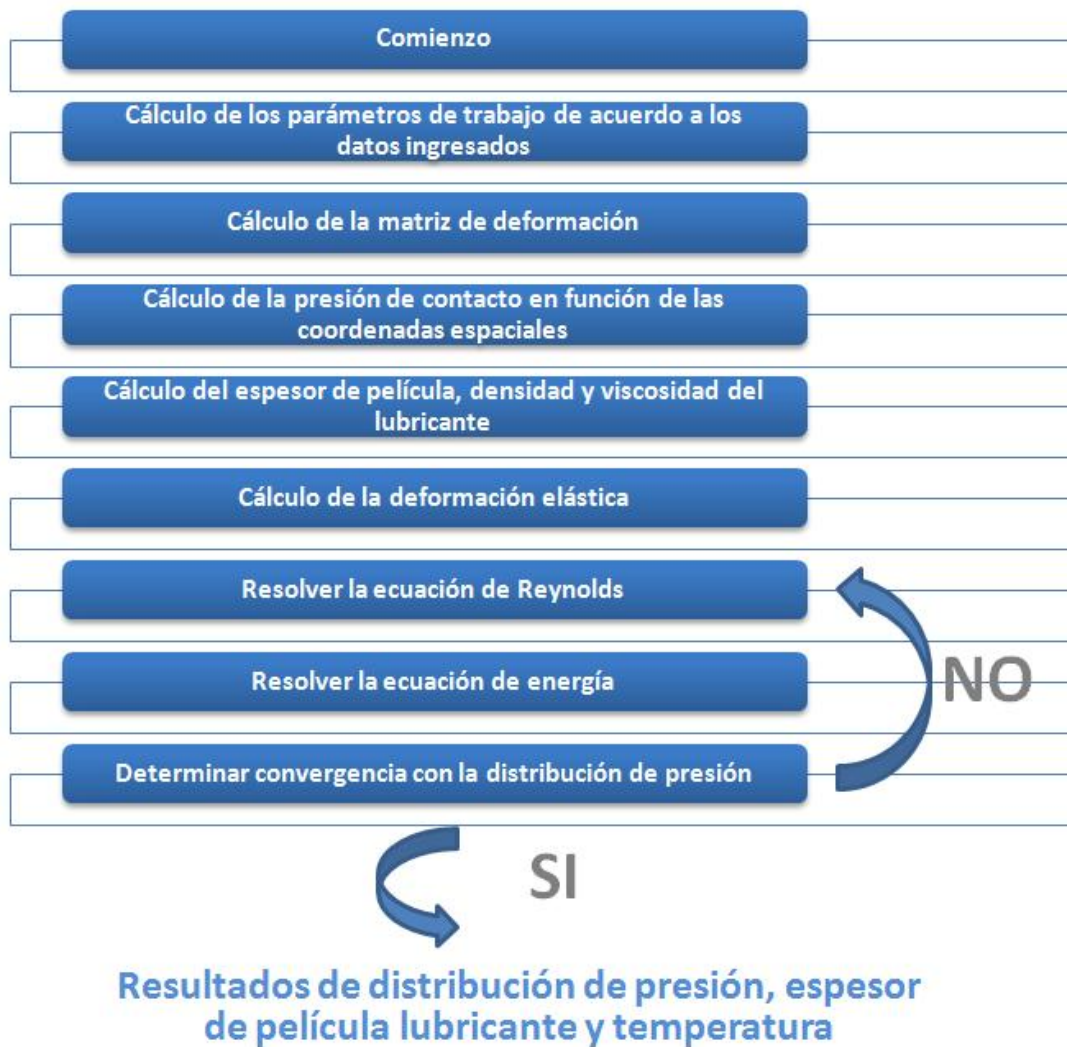 Comienzo
Cálculo de los parámetros de trabajo de acuerdo a los
datos ingresados
Cálculo de la matriz de deformación
Cálculo de la presión de contacto en función de las
coordenadas espaciales
Cálculo del espesor de película, densidad y viscosidad del
lubricante
Cálculo de la deformación elástica
Resolver la ecuación de Reynolds
Resolver la ecuación de energía
NO
Determinar convergencia con la distribución de presión
SI
Resultados de distribución de presión, espesor
de película lubricante y temperatura